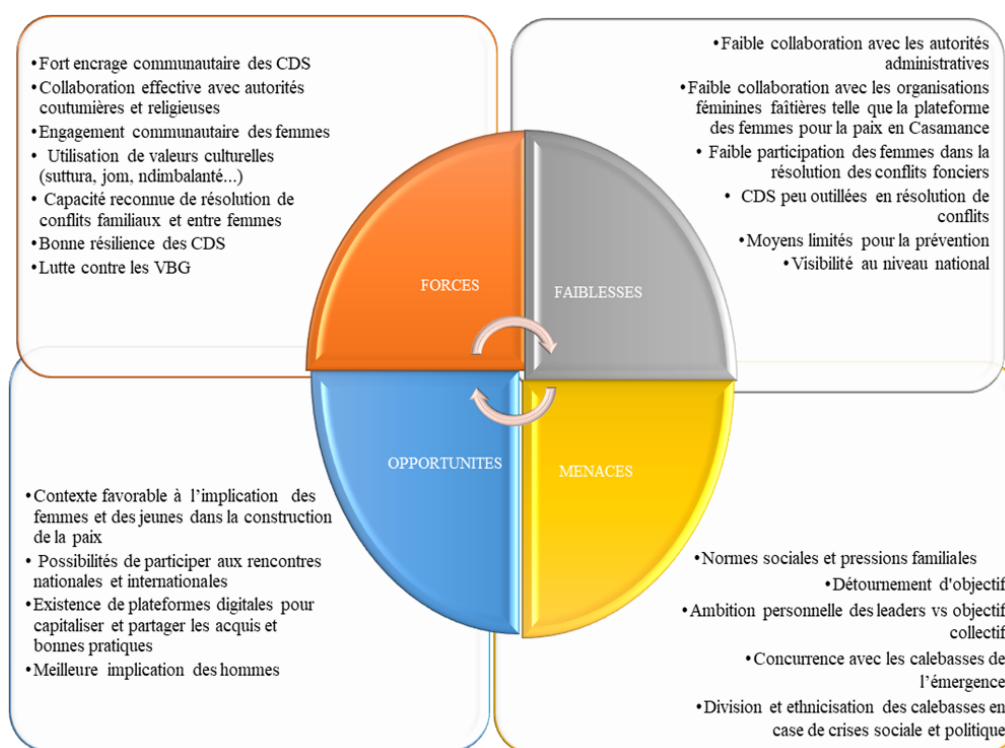 •Fort encrage communautaire des CDS
•Collaboration effective avec autorités
coutumières et religieuses
•Engagement communautaire des femmes
• Utilisation de valeurs culturelles
(suttura, jom, ndimbalanté...)
• Capacité reconnue de résolution de
conflits familiaux et entre femmes
•Bonne résilience des CDS
•Lutte contre les VBG
FORCES
•Faible collaboration avec les autorités
administratives
•Faible collaboration avec les organisations
féminines faîtières telle que la plateforme
des femmes pour la paix en Casamance
• Faible participation des femmes dans la
résolution des conflits fonciers
• CDS peu outillées en résolution de
conflits
•Moyens limités pour la prévention
•Visibilité au niveau national
FAIBLESSES
OPPORTUNITES
•Contexte favorable à l’implication des
femmes et des jeunes dans la construction
de la paix
• Possibilités de participer aux rencontres
nationales et internationales
•Existence de plateformes digitales pour
capitaliser et partager les acquis et
bonnes pratiques
•Meilleure implication des hommes
MENACES
•Normes sociales et pressions familiales
•Détournement d'objectif
•Ambition personnelle des leaders vs objectif
collectif
•Concurrence avec les calebasses de
l’émergence
•Division et ethnicisation des calebasses en
case de crises sociale et politique